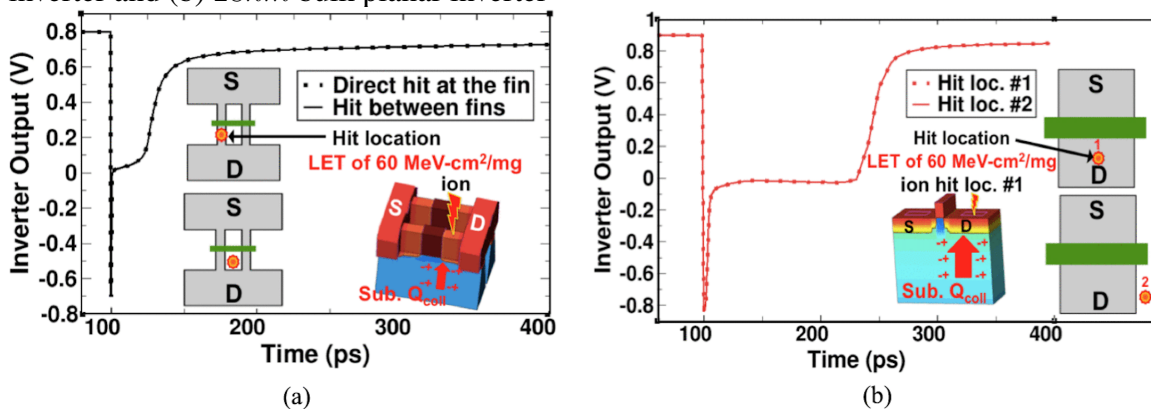 inverter and (b) 28nm bulk planar inverter
Inverter Output (V)
0.8
0.6
0.4
0.2
0
-0.2
-0.4
-0.6
-0.8
100
200
300
400
Time (ps)
S
D
S
D
Direct hit at the fin
Hit between fins
Hit location
LET of 60 MeV-cm²/mg
ion
S
D
Sub. Qcoll
(a)
Inverter Output (V)
1
0.8
0.6
0.4
0.2
0
-0.2
-0.4
-0.6
-0.8
100
200
300
400
Time (ps)
Hit loc. #1
Hit loc. #2
Hit location
LET of 60 MeV-cm²/mg
ion hit loc. #1
S
D
Sub. Qcoll
S
1
D
S
2
D
(b)